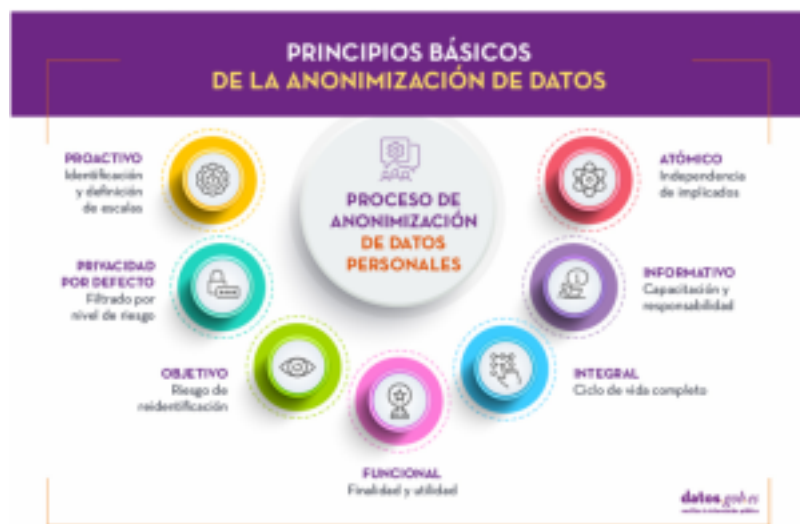 PRINCIPIOS BÁSICOS
DE LA ANONIMIZACIÓN DE DATOS
PROCESO DE
ANONIMIZACIÓN
DE DATOS
PERSONALES
PROACTIVO
Identificación
y definición
de escalas
PRIVACIDAD
POR DEFECTO
Filtrado por
nivel de riesgo
OBJETIVO
Riesgo de
reidentificación
FUNCIONAL
Finalidad y utilidad
INTEGRAL
Ciclo de vida completo
INFORMATIVO
Capacitación y
responsabilidad
ATÓMICO
Independencia
de implicados
datos.gob.es